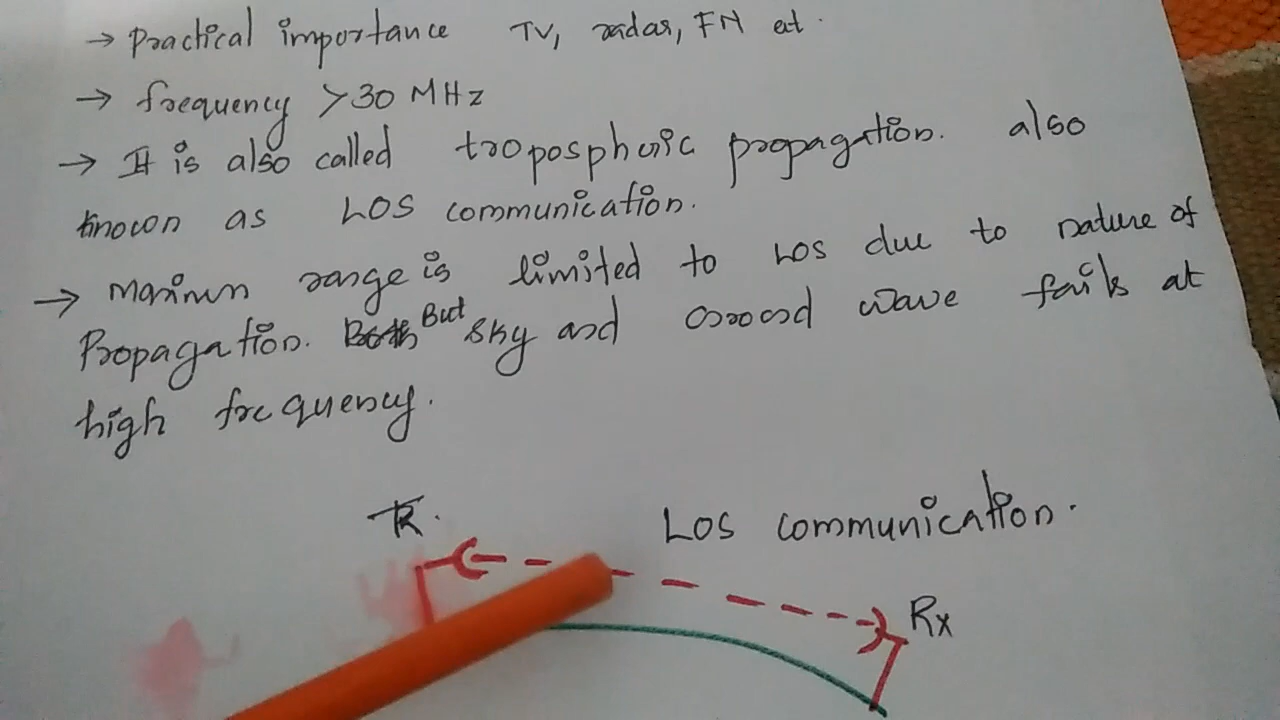 → Practical importance TV, radar, FM et.
→ frequency >30 MHz
→ It is also called tropospheric propagation. also
known as LOS communication.
→ Maximum range is limited to LOS due to nature of
Propagation. But sky and Ground wave fails at
high frequency.
LOS communication.
Rx